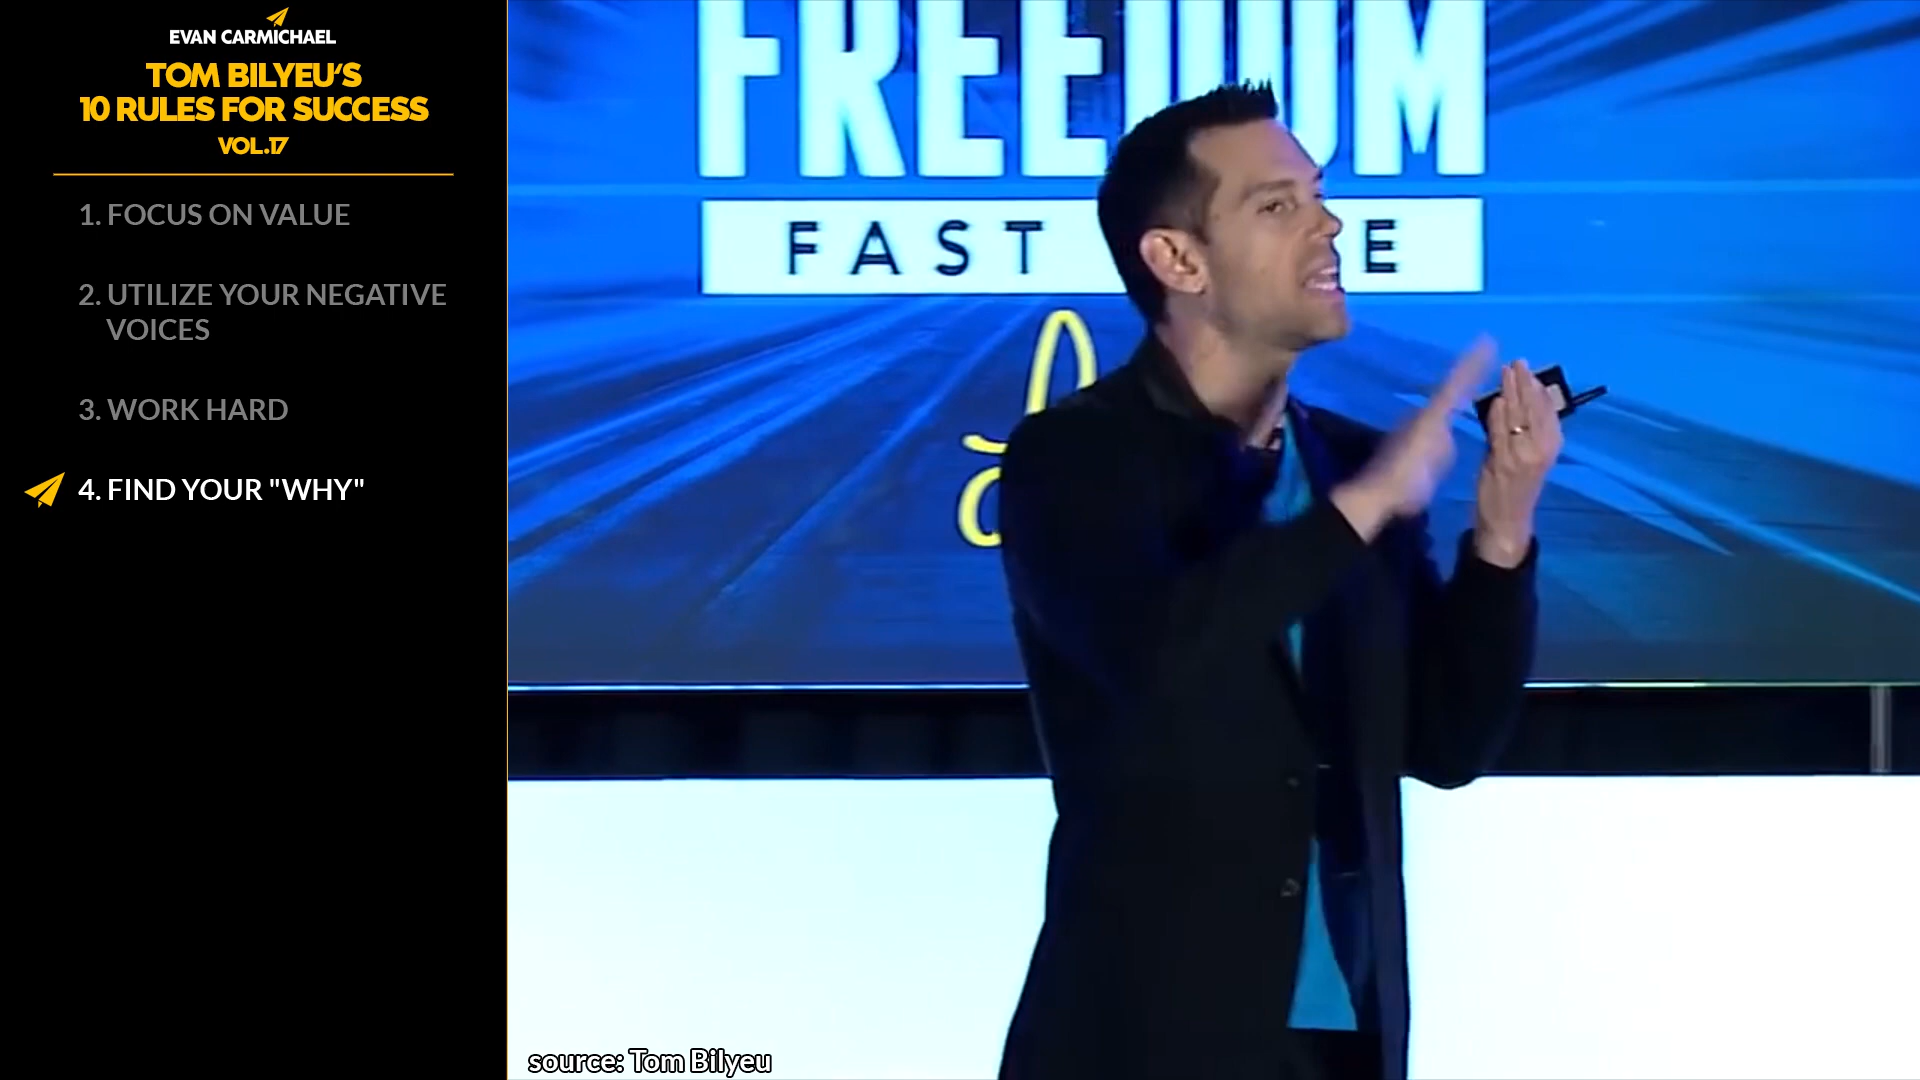 EVAN CARMICHAEL
TOM BILYEU'S
10 RULES FOR SUCCESS
VOL.17
1. FOCUS ON VALUE
2. UTILIZE YOUR NEGATIVE
VOICES
3. WORK HARD
4. FIND YOUR "WHY"
FREEDOM
FAST
source: Tom Bilyeu